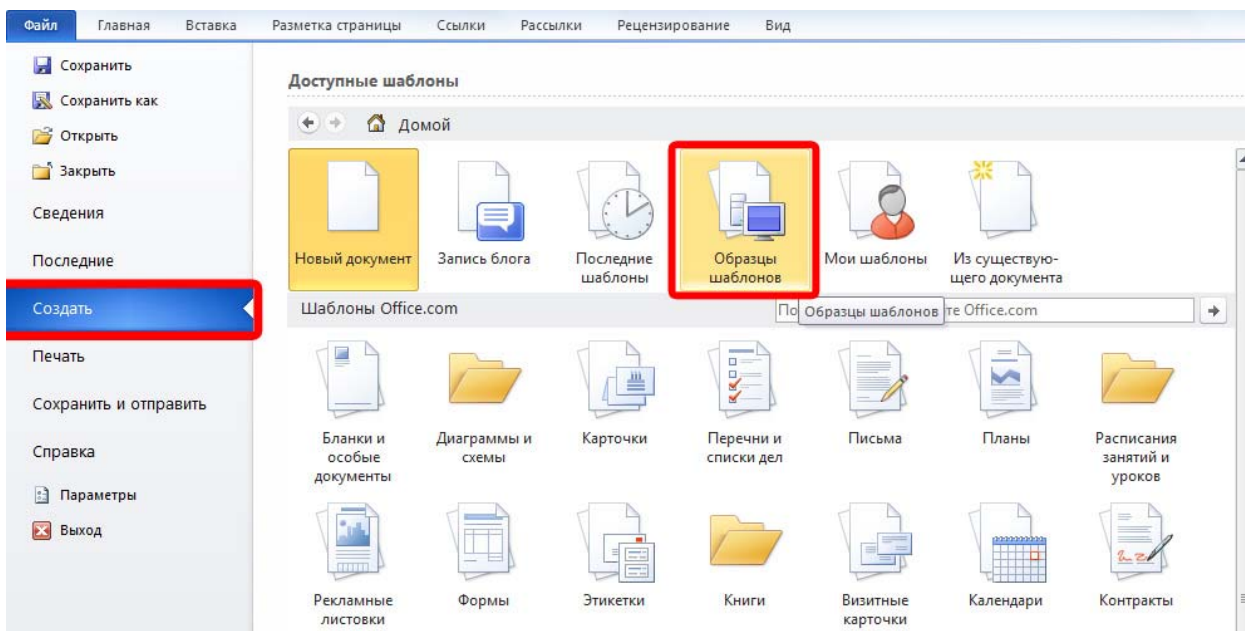 Файл Главная Вставка Разметка страницы Ссылки Рассылки Рецензирование Вид
Сохранить
Сохранить как
Открыть
Закрыть
Сведения
Последние
Создать
Печать
Сохранить и отправить
Справка
Параметры
Выход
Доступные шаблоны
Домой
Новый документ
Запись блога
Последние
шаблоны
Образцы
шаблонов
Мои шаблоны
Из существую-
щего документа
Шаблоны Office.com
Образцы шаблонов
Office.com
Бланки и
особые
документы
Диаграммы и
схемы
Карточки
Перечни и
списки дел
Письма
Планы
Расписания
занятий и
уроков
Рекламные
листовки
Формы
Этикетки
Книги
Визитные
карточки
Календари
Контракты